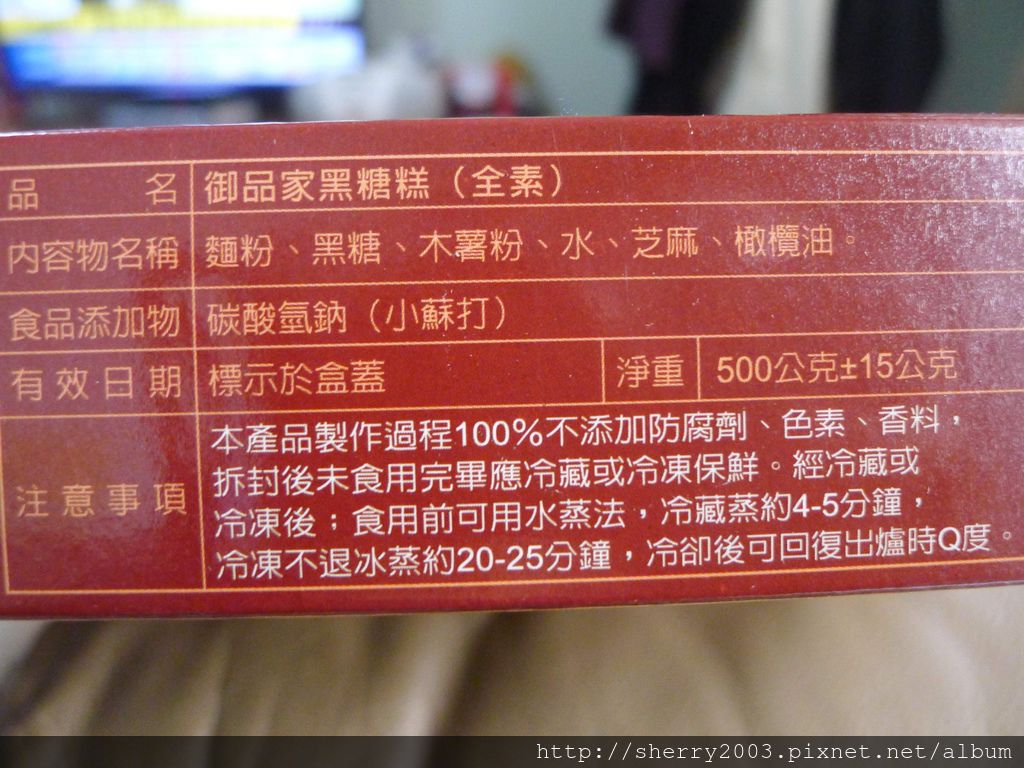 品名 御品家黑糖糕（全素）
內容物名稱 麵粉、黑糖、木薯粉、水、芝麻、橄欖油。
食品添加物 碳酸氫鈉（小蘇打）
有效日期 標示於盒蓋 淨重 500公克±15公克
注意事項
本產品製作過程100%不添加防腐劑、色素、香料，
拆封後未食用完畢應冷藏或冷凍保鮮。經冷藏或
冷凍後；食用前可用水蒸法，冷藏蒸約4-5分鐘，
冷凍不退冰蒸約20-25分鐘，冷卻後可回復出爐時Q度。
http://sherry2003.pixnet.net/album